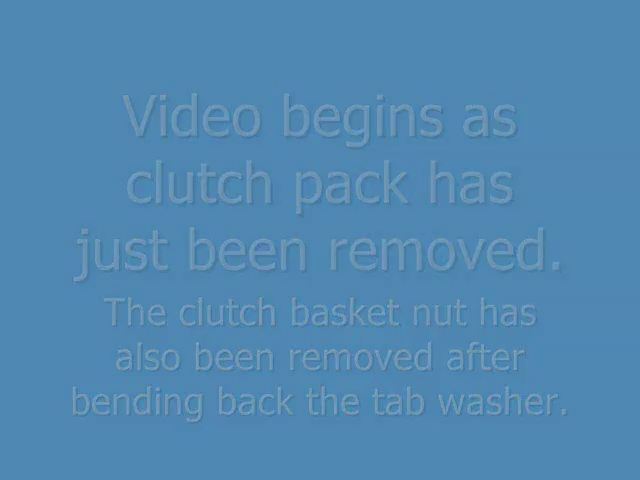 Video begins as
clutch pack has
just been removed.
The clutch basket nut has
also been removed after
bending back the tab washer.